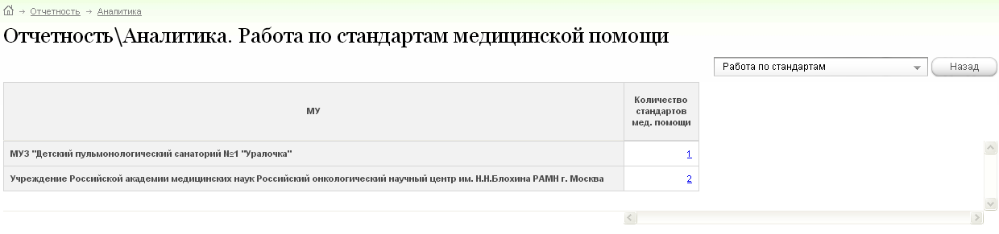 → Отчетность → Аналитика
Отчетность\Аналитика. Работа по стандартам медицинской помощи
Работа по стандартам Назад
МУ
Количество
стандартов
мед. помощи
МУЗ "Детский пульмонологический санаторий №1 "Уралочка" 1
Учреждение Российской академии медицинских наук Российский онкологический научный центр им. Н.Н.Блохина РАМН г. Москва 2